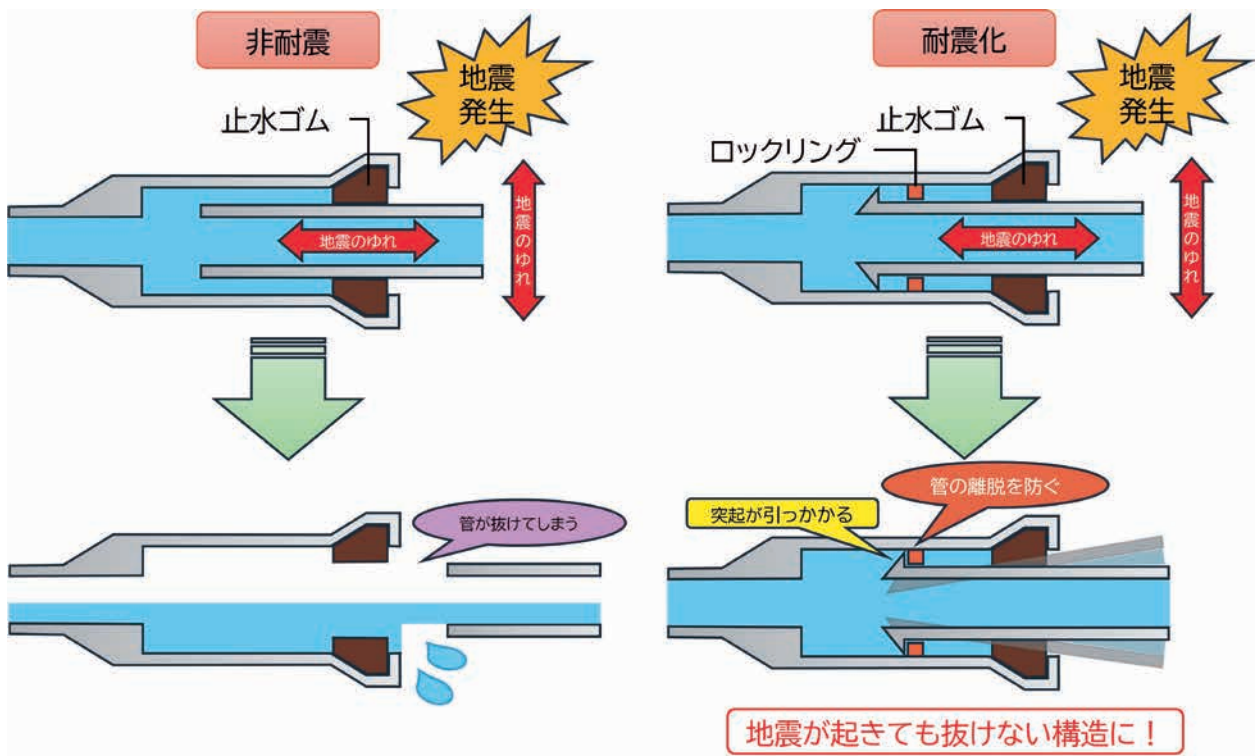 非耐震
地震
発生
止水ゴム
地震のゆれ
地震のゆれ
管が抜けてしまう
耐震化
地震
発生
止水ゴム
ロックリング
地震のゆれ
地震のゆれ
管の離脱を防ぐ
突起が引っかかる
地震が起きても抜けない構造に！